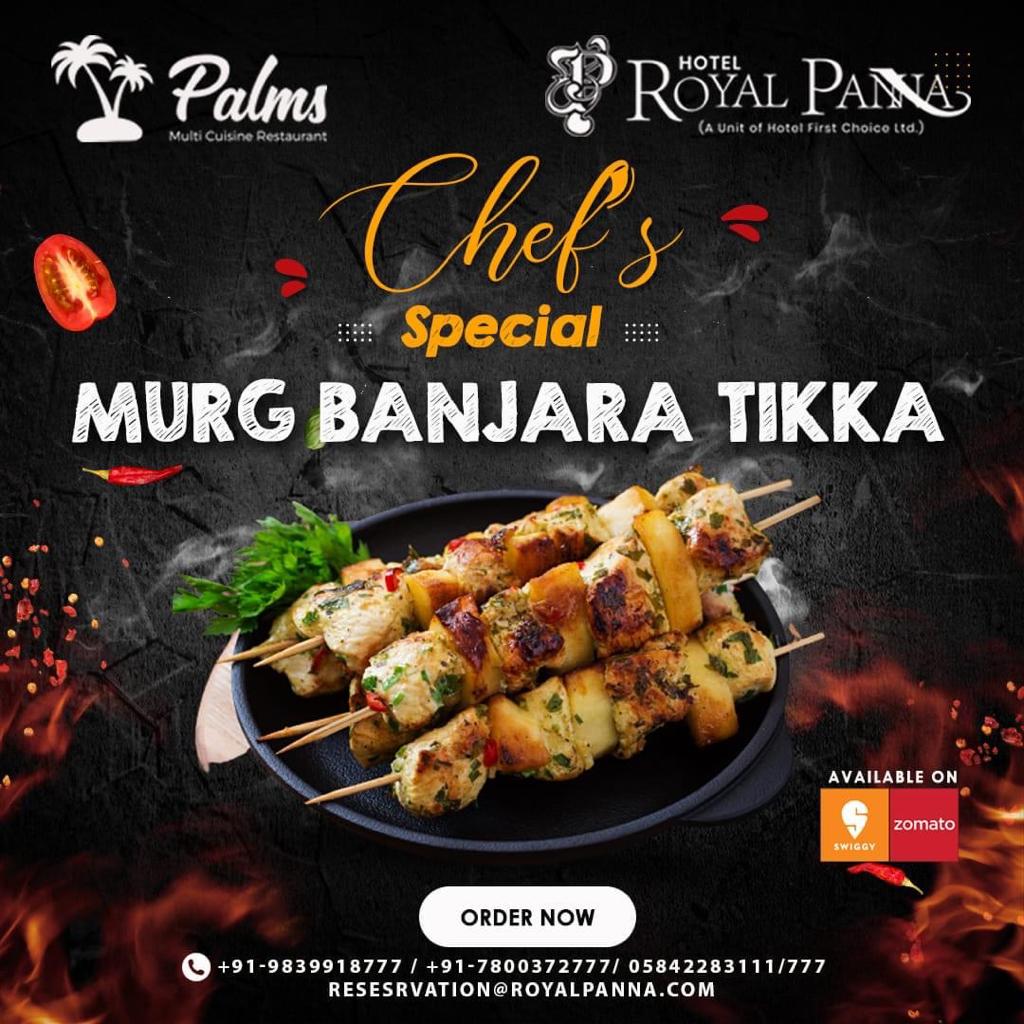 Palms
Multi Cuisine Restaurant
HOTEL
ROYAL PANNA
(A Unit of Hotel First Choice Ltd.)
Chef's
Special
MURG BANJARA TIKKA
AVAILABLE ON
SWIGGY
zomato
ORDER NOW
+91-9839918777 / +91-7800372777/ 05842283111/777
RESESRVATION@ROYALPANNA.COM